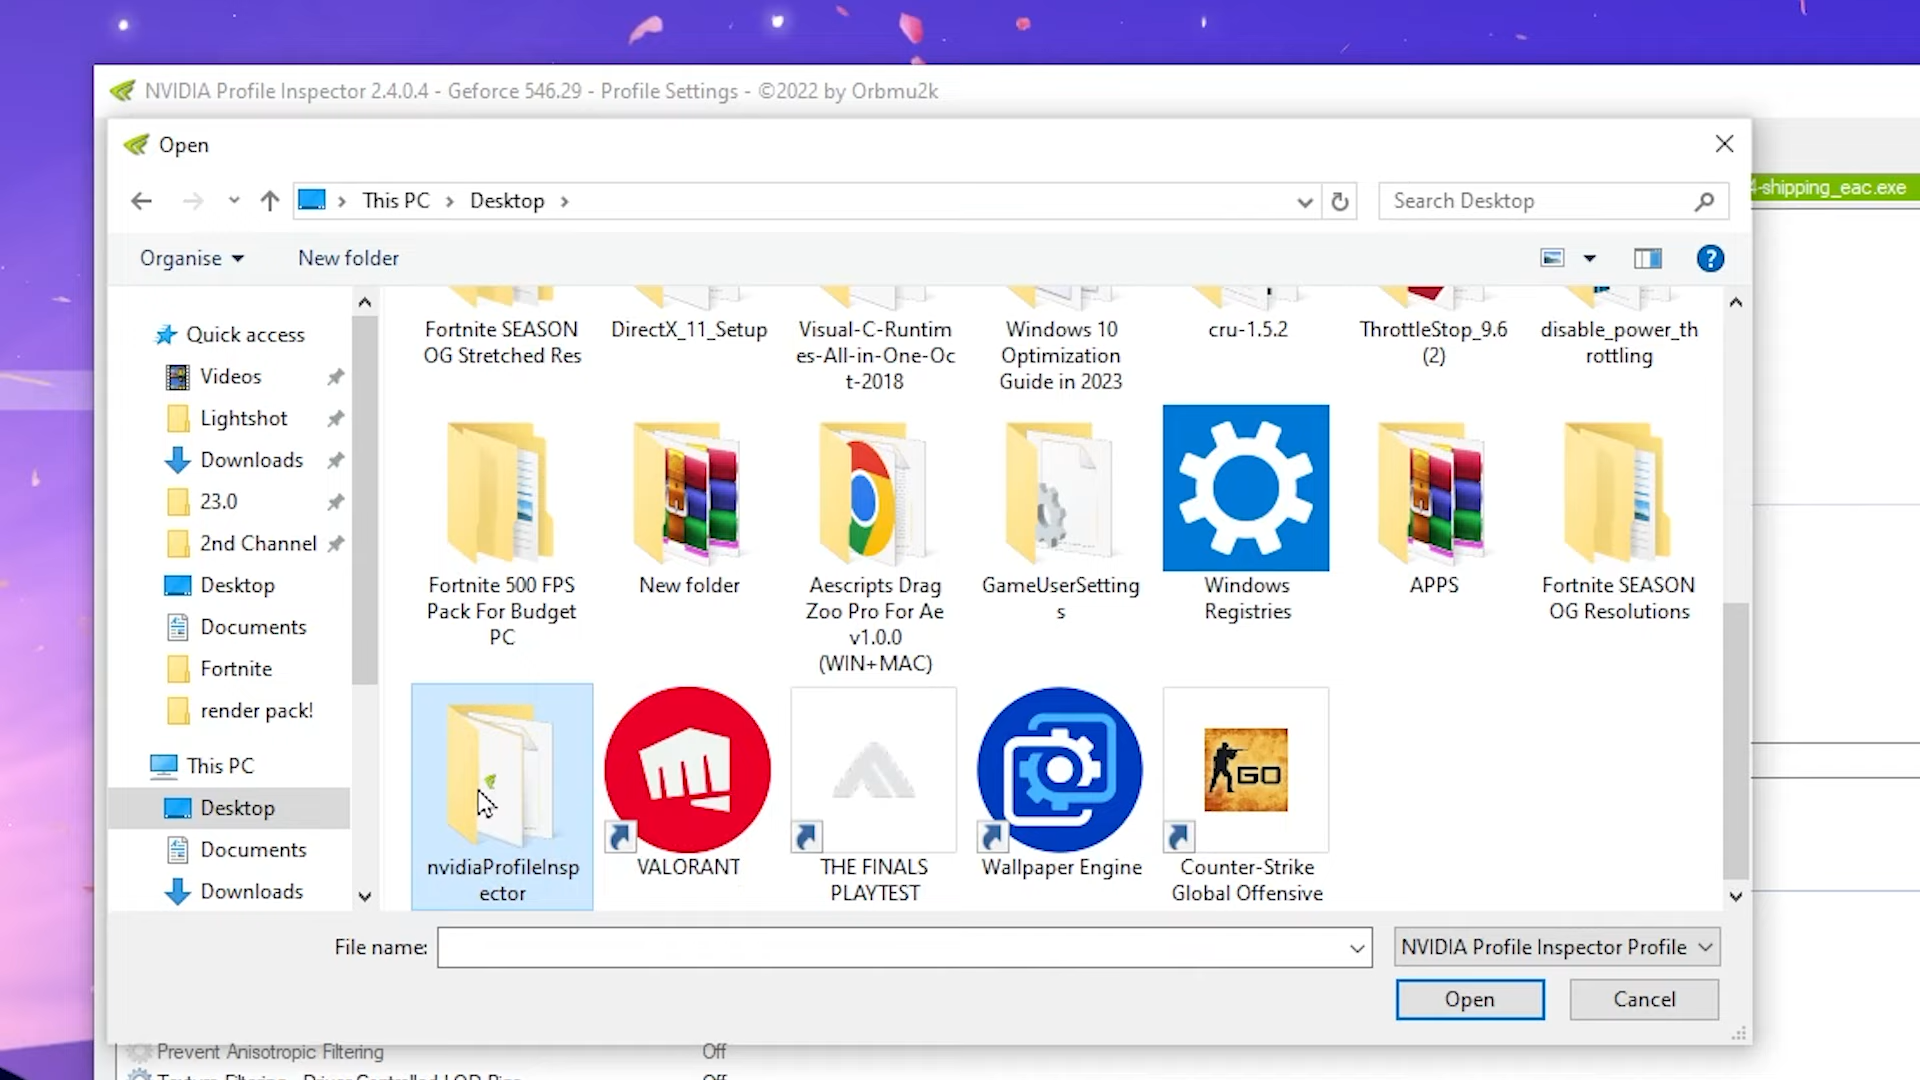 NVIDIA Profile Inspector 2.4.0.4 - Geforce 546.29 - Profile Settings - ©2022 by Orbmu2k
Open
This PC
Desktop
Search Desktop
4-shipping_eac.exe
Organise
New folder
Quick access
Videos
Lightshot
Downloads
23.0
2nd Channel
Desktop
Documents
Fortnite
render pack!
This PC
Desktop
Documents
Downloads
Fortnite SEASON
OG Stretched Res
DirectX_11_Setup
Visual-C-Runtim
es-All-in-One-Oc
t-2018
Windows 10
Optimization
Guide in 2023
cru-1.5.2
ThrottleStop_9.6
(2)
disable_power_th
rottling
Fortnite 500 FPS
Pack For Budget
PC
New folder
Aescripts Drag
Zoo Pro For Ae
v1.0.0
(WIN+MAC)
GameUserSetting
s
Windows
Registries
APPS
Fortnite SEASON
OG Resolutions
nvidiaProfileInsp
ector
VALORANT
THE FINALS
PLAYTEST
Wallpaper Engine
GO
Counter-Strike
Global Offensive
File name:
NVIDIA Profile Inspector Profile
Open
Cancel
Prevent Anisotropic Filtering
Off